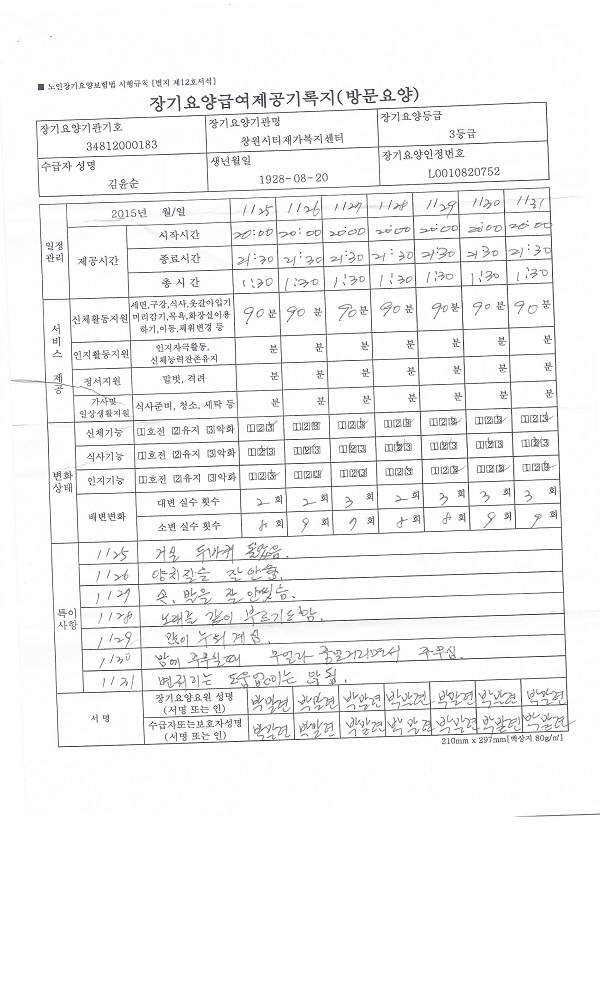 ■ 노인장기요양보험법 시행규칙 [별지 제12호서식]
장기요양급여제공기록지(방문요양)
장기요양기관기호 장기요양기관명 장기요양등급
34812000183 창원시티재가복지센터 3등급
수급자 성명 생년월일 장기요양인정번호
김윤순 1928-08-20 L0010820752
일정관리 2015년 월/일 1/25 1/26 1/27 1/28 1/29 1/30 1/31
제공시간 시작시간 20:00 20:00 20:00 20:00 20:00 20:00 20:00
종료시간 21:30 21:30 21:30 21:30 21:30 21:30 21:30
총 시 간 1:30 1:30 1:30 1:30 1:30 1:30 1:30
서비스 제공 신체활동지원 세면,구강,식사,옷갈아입기 머리감기,목욕,화장실이용 하기,이동,체위변경 등 90분 90분 90분 90분 90분 90분 90분
인지활동지원 인지자극활동, 신체능력잔존유지 분 분 분 분 분 분 분
정서지원 말벗, 격려 분 분 분 분 분 분 분
가사및 일상생활지원 식사준비, 청소, 세탁 등 분 분 분 분 분 분 분
변화상태 신체기능 1호전 2유지 3악화 123 123 123 123 123 123 123
식사기능 1호전 2유지 3악화 123 123 123 123 123 123 123
인지기능 1호전 2유지 3악화 123 123 123 123 123 123 123
배변변화 대변 실수 횟수 2회 2회 3회 2회 3회 3회 3회
소변 실수 횟수 8회 9회 7회 8회 8회 9회 9회
특이사항
1/25 거실 두바퀴 돌았음.
1/26 양치질을 잘안함.
1/27 손, 발을 잘 안씻음.
1/28 노래를 같이 부르기도함.
1/29 많이 누워 계심.
1/30 밤에 주무실때 중얼거리면서 주무심.
1/31 도움없이는 못 됨.
서 명 장기요양요원 성명 (서명 또는 인) 박말련 박말련 박말련 박말련 박말련 박말련 박말련
수급자또는보호자성명 (서명 또는 인) 박말련 박말련 박말련 박말련 박말련 박말련 박말련
210mm x 297mm[백상지 80g/㎡]